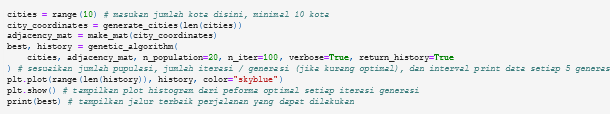 cities = range(10) # masukan jumlah kota disini, minimal 10 kota
city_coordinates = generate_cities(len(cities))
adjacency_mat = make_mat(city_coordinates)
best, history = genetic_algorithm(
cities, adjacency_mat, n_population=20, n_iter=100, verbose=True, return_history=True
) # sesuaikan jumlah pupulasi, jumlah iterasi / generasi (jika kurang optimal), dan interval print data setiap 5 generas
plt.plot(range(len(history)), history, color="skyblue")
plt.show() # tampilkan plot histogram dari peforma optimal setiap iterasi generasi
print(best) # tampilkan jalur terbaik perjalanan yang dapat dilakukan